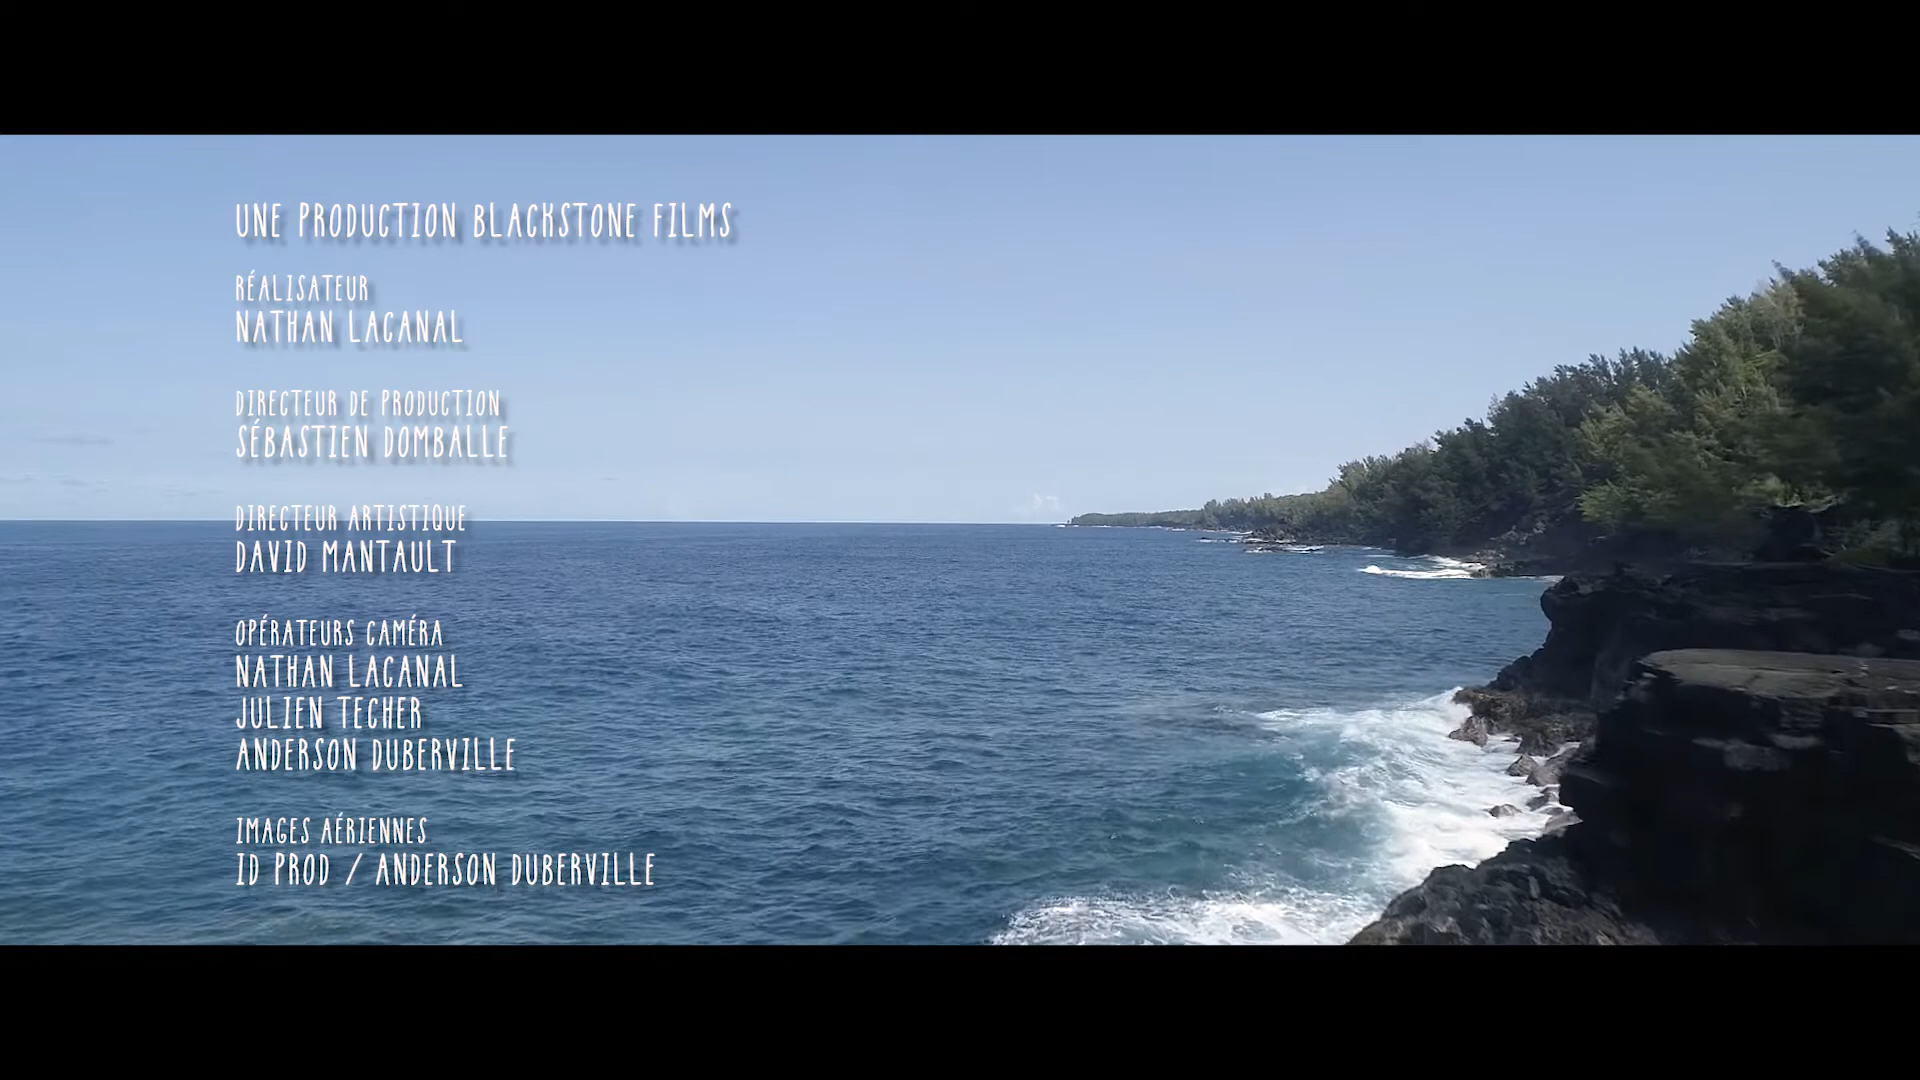 UNE PRODUCTION BLACKSTONE FILMS
RÉALISATEUR
NATHAN LACANAL
DIRECTEUR DE PRODUCTION
SÉBASTIEN DOMBALLE
DIRECTEUR ARTISTIQUE
DAVID MANTAULT
OPÉRATEURS CAMÉRA
NATHAN LACANAL
JULIEN TECHER
ANDERSON DUBERVILLE
IMAGES AÉRIENNES
ID PROD / ANDERSON DUBERVILLE